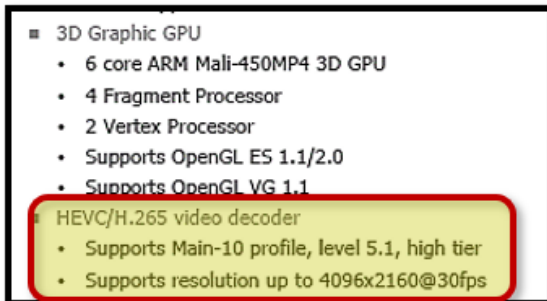 ▪ 3D Graphic GPU
• 6 core ARM Mali-450MP4 3D GPU
• 4 Fragment Processor
• 2 Vertex Processor
• Supports OpenGL ES 1.1/2.0
• Supports OpenGL VG 1.1
▪ HEVC/H.265 video decoder
• Supports Main-10 profile, level 5.1, high tier
• Supports resolution up to 4096x2160@30fps